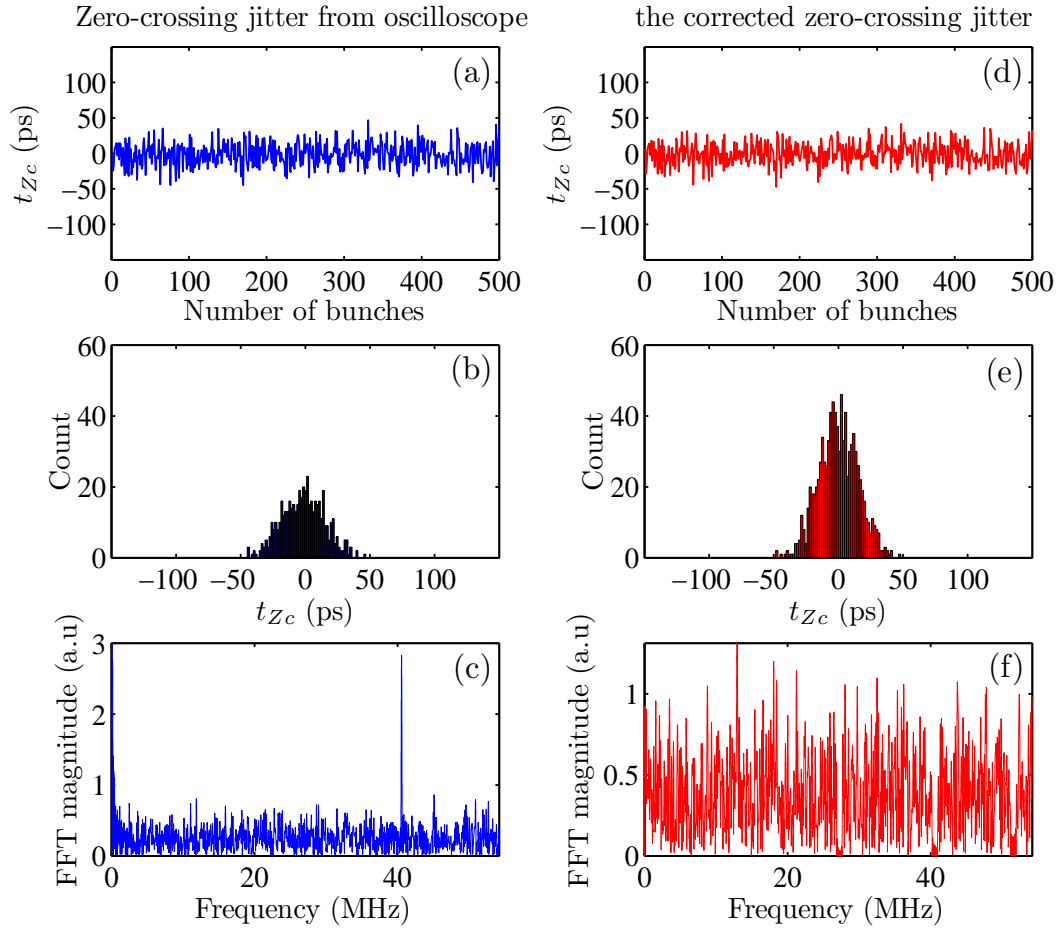 Zero-crossing jitter from oscilloscope
the corrected zero-crossing jitter
(a)
100
50
0
−50
−100
t_Zc (ps)
0 100 200 300 400 500
Number of bunches
(d)
100
50
0
−50
−100
t_Zc (ps)
0 100 200 300 400 500
Number of bunches
(b)
60
40
20
0
Count
−100 −50 0 50 100
t_Zc (ps)
(e)
60
40
20
0
Count
−100 −50 0 50 100
t_Zc (ps)
(c)
3
2
1
0
FFT magnitude (a.u)
0 20 40
Frequency (MHz)
(f)
1
0.5
0
FFT magnitude (a.u)
0 20 40
Frequency (MHz)